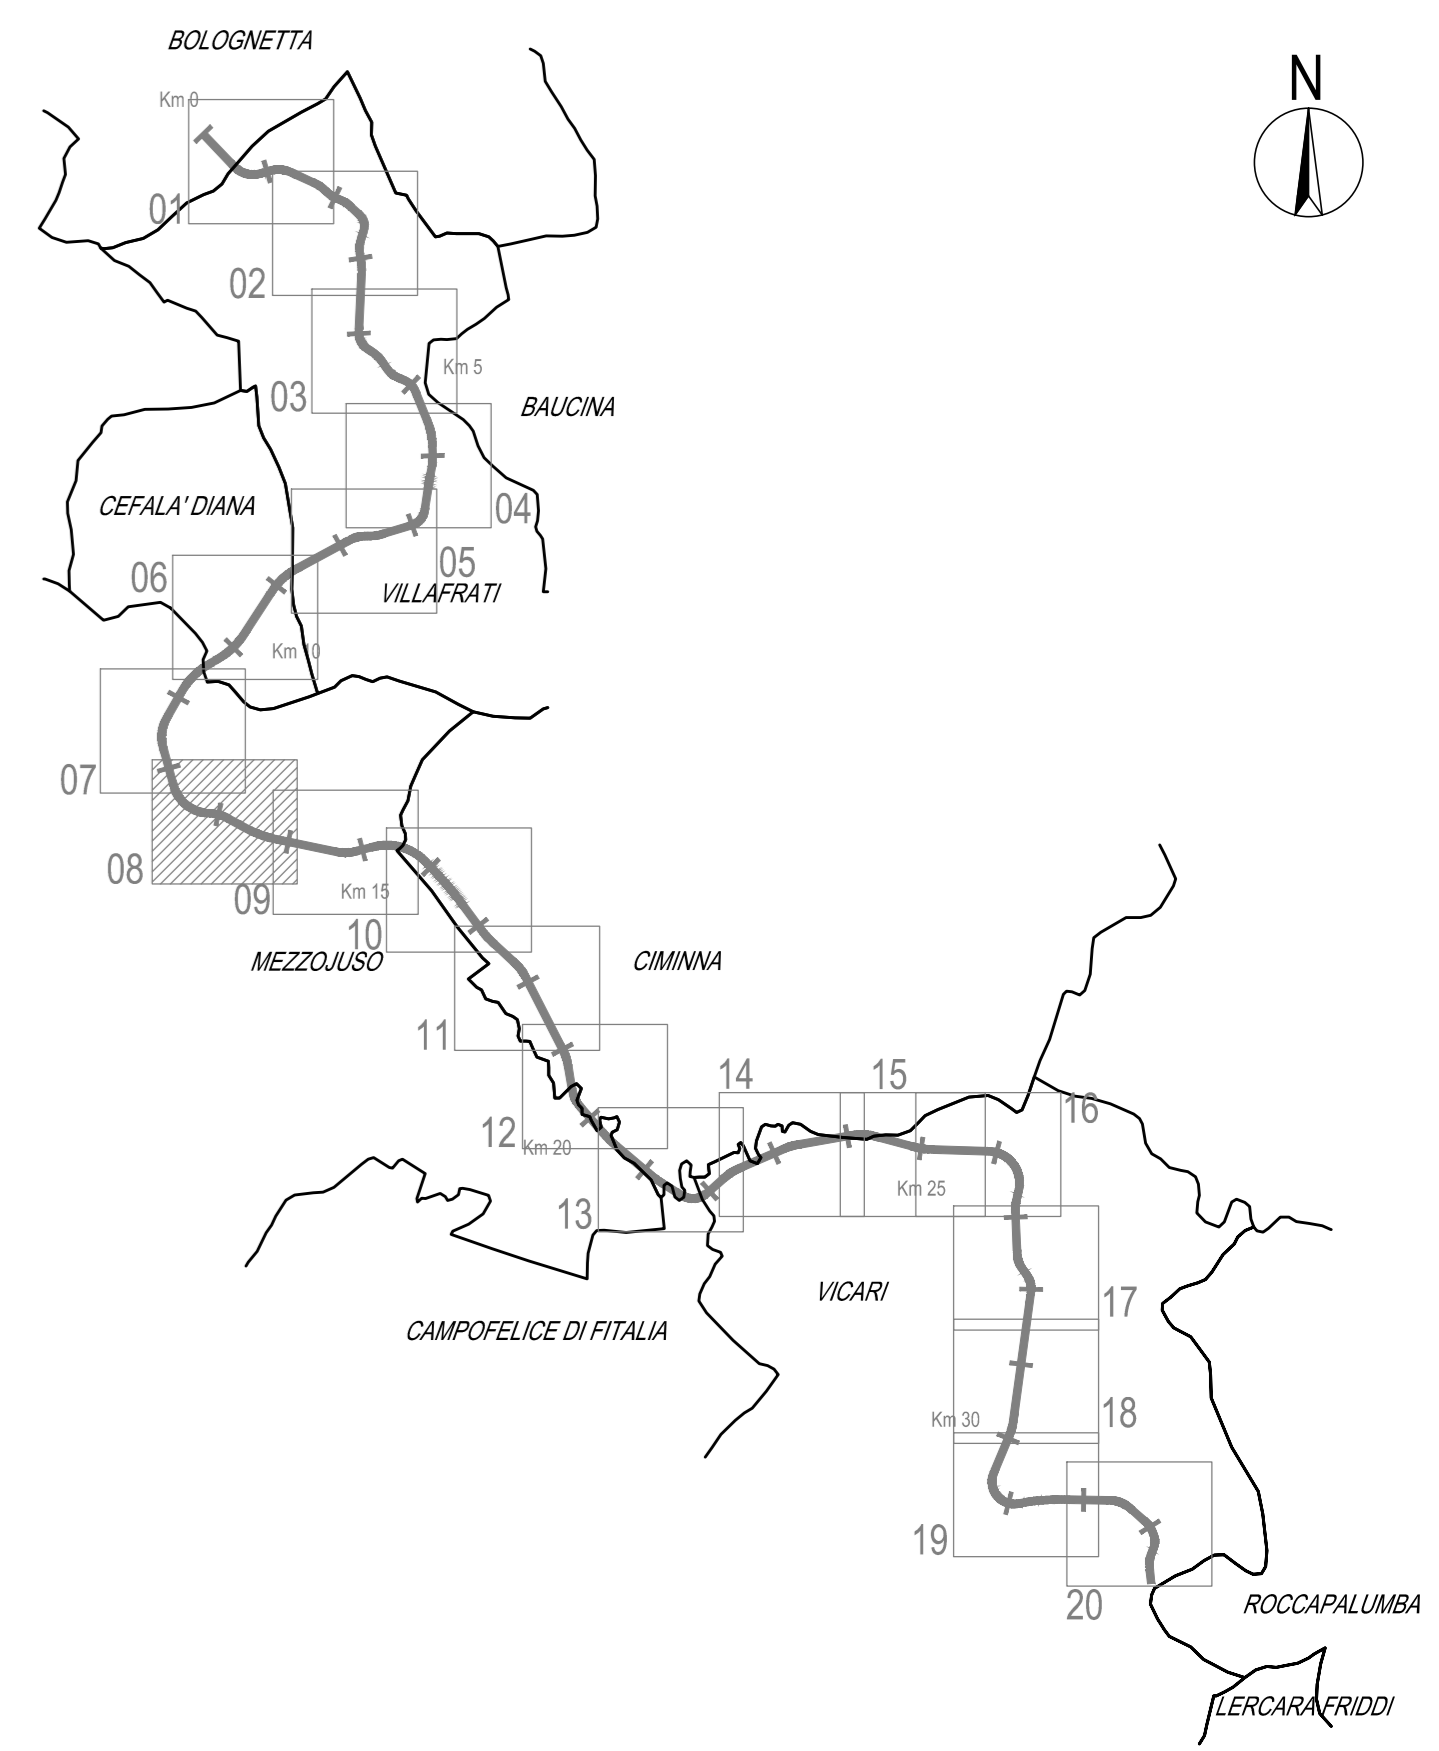 BOLOGNETTA
N
Km 0
01
02
Km 5
03
BAUCINA
CEFALA' DIANA
04
05
06
VILLAFRATI
Km 10
07
08
Km 15
09
10
MEZZOJUSO
CIMINNA
11
14
15
16
12
Km 20
Km 25
13
VICARI
17
CAMPOFELICE DI FITALIA
18
Km 30
19
20
ROCCAPALUMBA
LERCARA FRIDDI